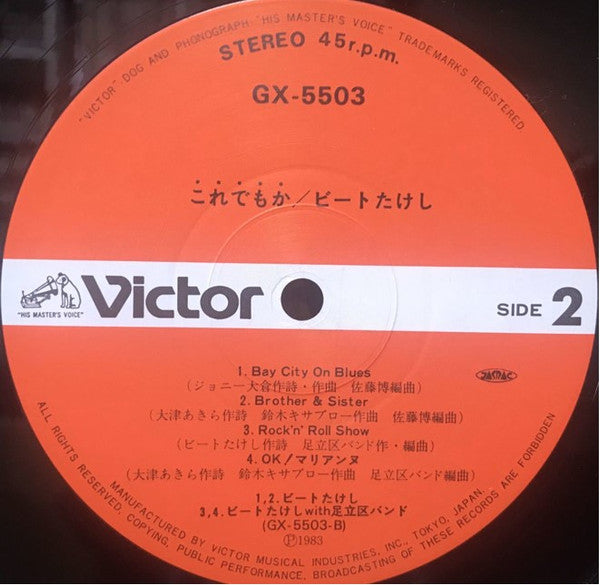 "VICTOR" DOG AND PHONOGRAPH·"HIS MASTER'S VOICE" TRADEMARKS REGISTERED
STEREO 45 r.p.m.
GX-5503
これでもか/ビートたけし
"HIS MASTER'S VOICE"
Victor
SIDE 2
1. Bay City On Blues
(ジョニー大倉作詩・作曲 佐藤博編曲)
2. Brother & Sister
(大津あきら作詩 鈴木キサブロー作曲 佐藤博編曲)
3. Rock'n' Roll Show
(ビートたけし作詩 足立区バンド作・編曲)
4. OK!マリアンヌ
(大津あきら作詩 鈴木キサブロー作曲 足立区バンド編曲)
JASRAC
1,2. ビートたけし
3,4. ビートたけしwith足立区バンド
(GX-5503-B)
Ⓟ1983
MANUFACTURED BY VICTOR MUSICAL INDUSTRIES, INC., TOKYO, JAPAN.
ALL RIGHTS RESERVED. COPYING, PUBLIC PERFORMANCE, BROADCASTING OF THESE RECORDS ARE FORBIDDEN